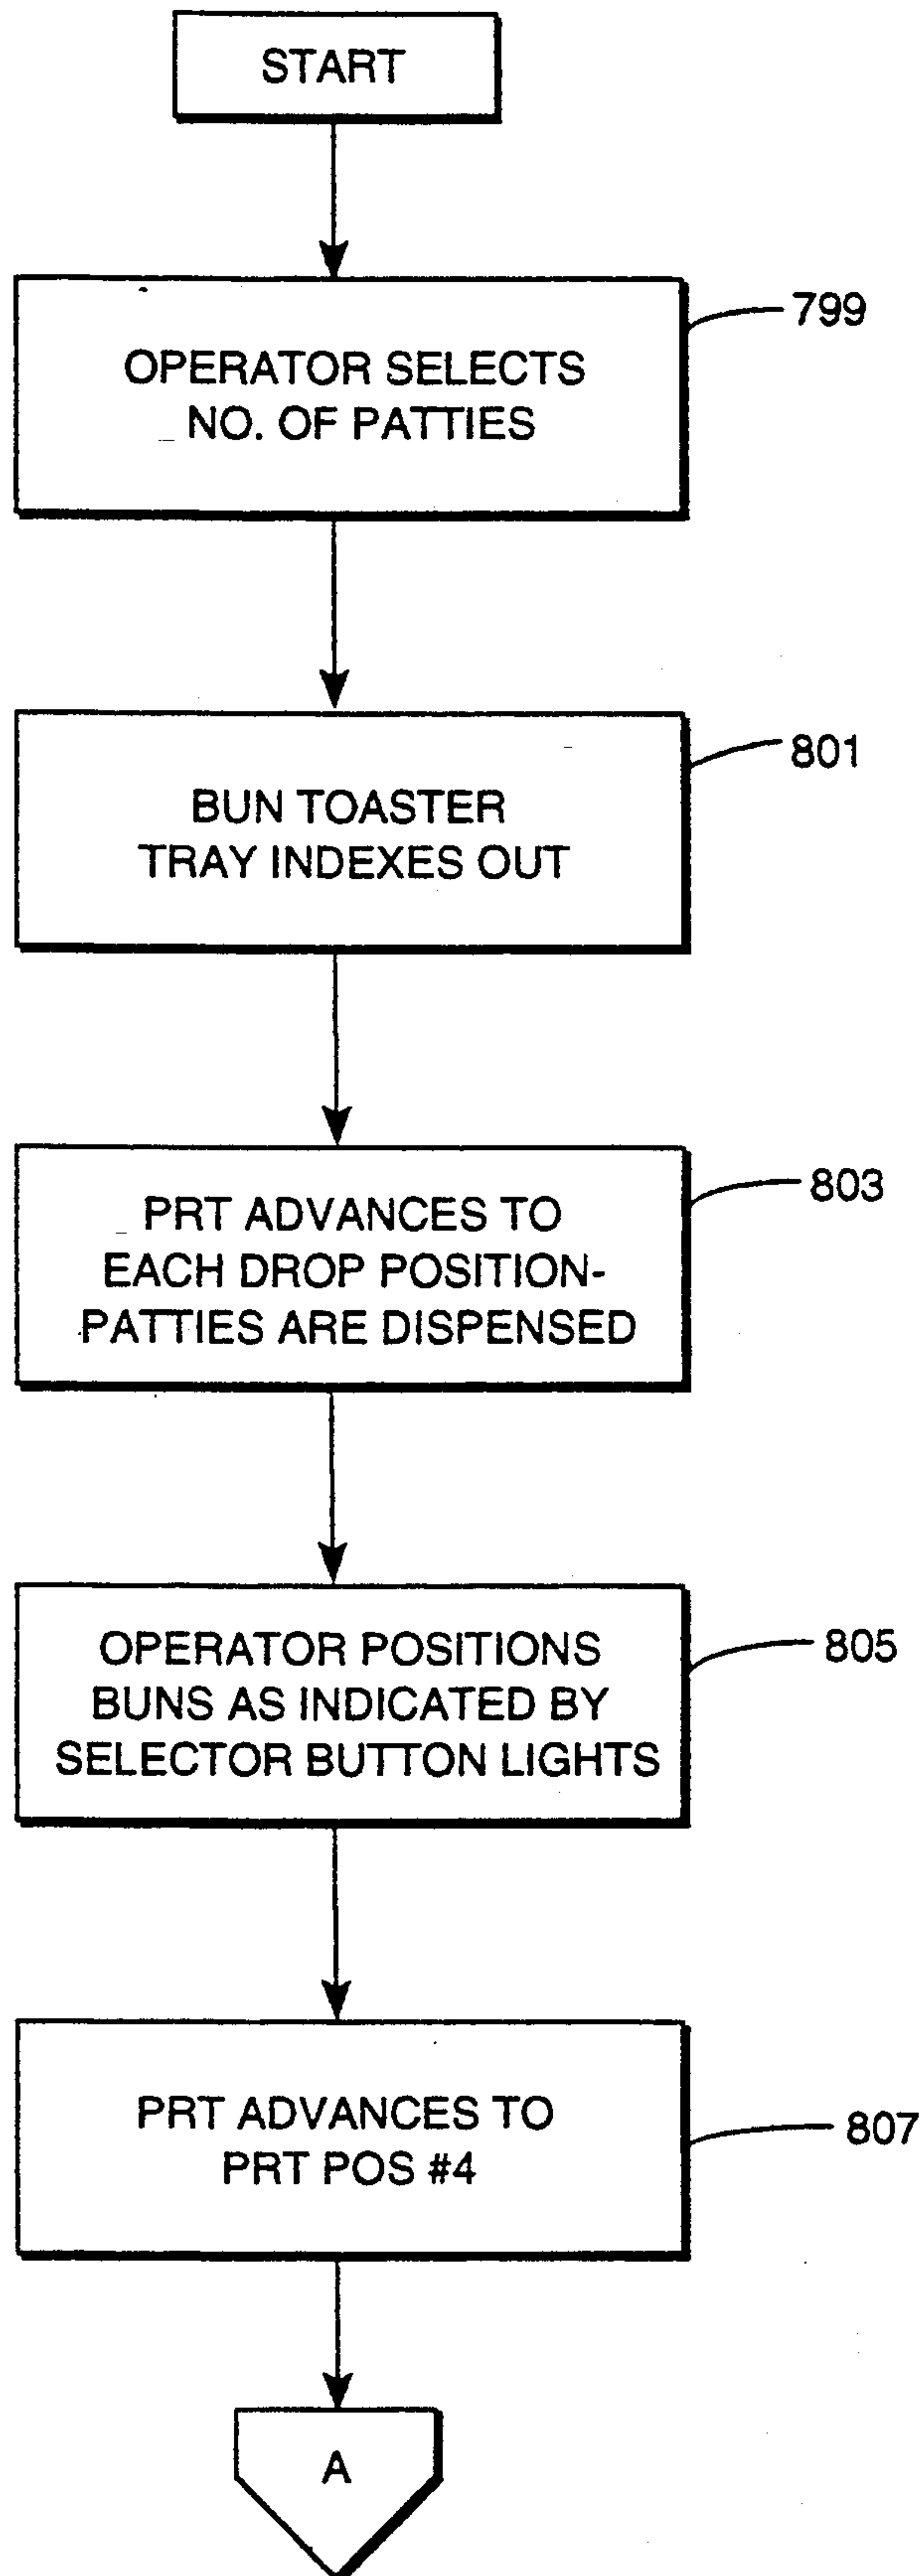 START
OPERATOR SELECTS
NO. OF PATTIES
799
BUN TOASTER
TRAY INDEXES OUT
801
PRT ADVANCES TO
EACH DROP POSITION-
PATTIES ARE DISPENSED
803
OPERATOR POSITIONS
BUNS AS INDICATED BY
SELECTOR BUTTON LIGHTS
805
PRT ADVANCES TO
PRT POS #4
807
A